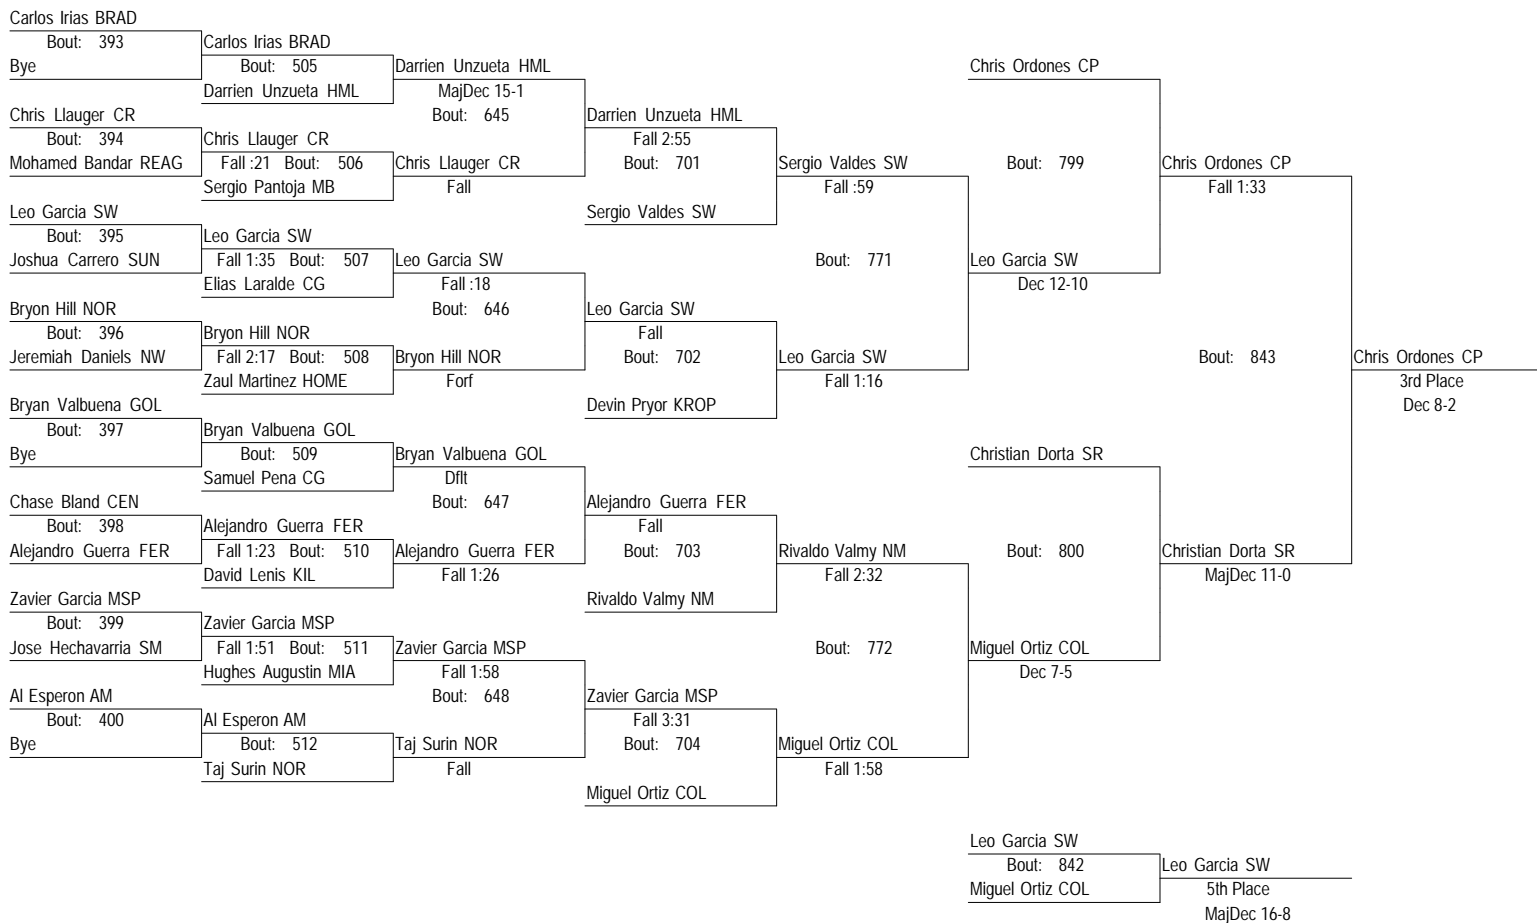 Carlos Irias BRAD
Bout: 393
Bye
Chris Llauger CR
Bout: 394
Mohamed Bandar REAG
Leo Garcia SW
Bout: 395
Joshua Carrero SUN
Bryon Hill NOR
Bout: 396
Jeremiah Daniels NW
Bryan Valbuena GOL
Bout: 397
Bye
Chase Bland CEN
Bout: 398
Alejandro Guerra FER
Zavier Garcia MSP
Bout: 399
Jose Hechavarria SM
Al Esperon AM
Bout: 400
Bye
Carlos Irias BRAD
Bout: 505
Darrien Unzueta HML
Chris Llauger CR
Fall :21 Bout: 506
Sergio Pantoja MB
Leo Garcia SW
Fall 1:35 Bout: 507
Elias Laralde CG
Bryon Hill NOR
Fall 2:17 Bout: 508
Zaul Martinez HOME
Bryan Valbuena GOL
Bout: 509
Samuel Pena CG
Alejandro Guerra FER
Fall 1:23 Bout: 510
David Lenis KIL
Zavier Garcia MSP
Fall 1:51 Bout: 511
Hughes Augustin MIA
Al Esperon AM
Bout: 512
Taj Surin NOR
Darrien Unzueta HML
MajDec 15-1
Bout: 645
Chris Llauger CR
Fall
Leo Garcia SW
Fall :18
Bout: 646
Bryon Hill NOR
Forf
Bryan Valbuena GOL
Dflt
Bout: 647
Alejandro Guerra FER
Fall 1:26
Zavier Garcia MSP
Fall 1:58
Bout: 648
Taj Surin NOR
Fall
Darrien Unzueta HML
Fall 2:55
Bout: 701
Sergio Valdes SW
Leo Garcia SW
Fall
Bout: 702
Devin Pryor KROP
Alejandro Guerra FER
Fall
Bout: 703
Rivaldo Valmy NM
Zavier Garcia MSP
Fall 3:31
Bout: 704
Miguel Ortiz COL
Sergio Valdes SW
Fall :59
Bout: 771
Leo Garcia SW
Fall 1:16
Rivaldo Valmy NM
Fall 2:32
Bout: 772
Miguel Ortiz COL
Fall 1:58
Chris Ordones CP
Bout: 799
Leo Garcia SW
Dec 12-10
Christian Dorta SR
Bout: 800
Miguel Ortiz COL
Dec 7-5
Chris Ordones CP
Fall 1:33
Bout: 843
Christian Dorta SR
MajDec 11-0
Chris Ordones CP
3rd Place
Dec 8-2
Leo Garcia SW
Bout: 842
Miguel Ortiz COL
Leo Garcia SW
5th Place
MajDec 16-8